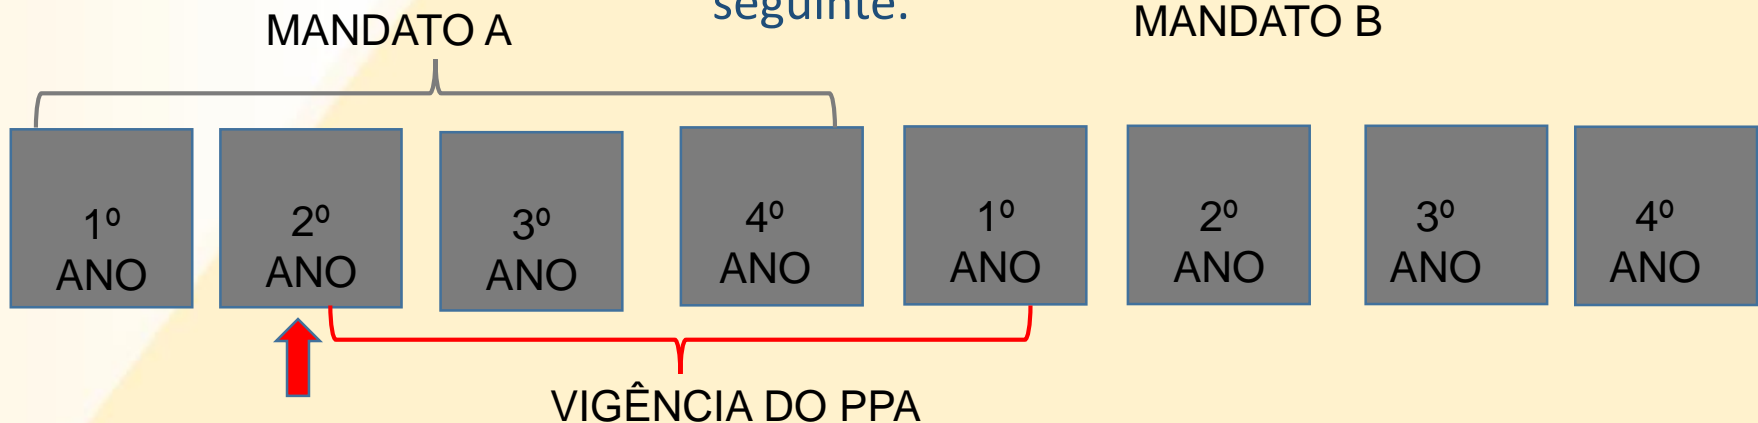 seguinte.
MANDATO A
MANDATO B
1º
ANO
2º
ANO
3º
ANO
4º
ANO
1º
ANO
2º
ANO
3º
ANO
4º
ANO
VIGÊNCIA DO PPA